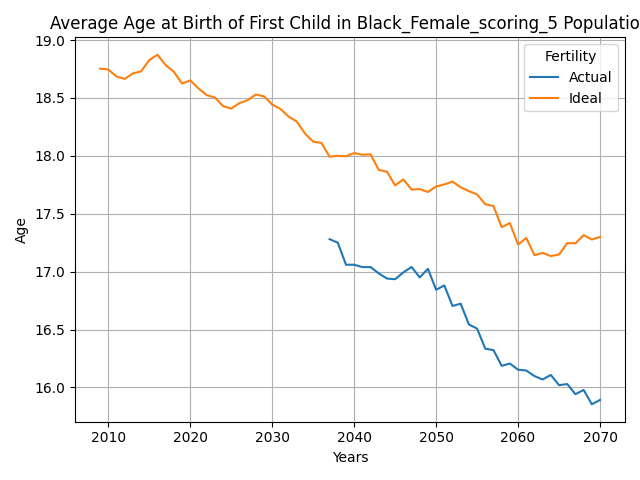 Average Age at Birth of First Child in Black_Female_scoring_5 Populatio
19.0
18.5
18.0
17.5
17.0
16.5
16.0
Age
Fertility
Actual
Ideal
2010 2020 2030 2040 2050 2060 2070
Years